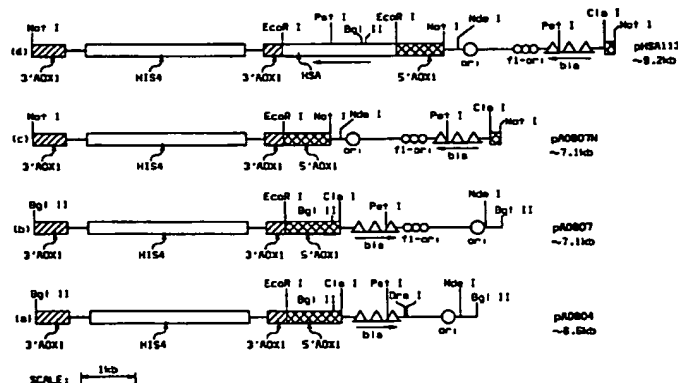 Not I EcoR I Pst I Bgl II EcoR I Not I Nde I Pst I Cla I Not I
(d) pHSA113
~9.2kb
3'AOX1 HIS4 3'AOX1 HSA 5'AOX1 ori f1-ori bla
Not I EcoR I Not I Nde I Pst I Cla I Not I
(c) pAO807N
~7.1kb
3'AOX1 HIS4 3'AOX1 5'AOX1 ori f1-ori bla
Bgl II EcoR I Bgl II Cla I Pst I Nde I Bgl II
(b) pAO807
~7.1kb
3'AOX1 HIS4 3'AOX1 5'AOX1 bla f1-ori ori
Bgl II EcoR I Bgl II Cla I Pst I Dra I Nde I Bgl II
(a) pAO804
~6.6kb
3'AOX1 HIS4 3'AOX1 5'AOX1 bla ori
SCALE: 1kb